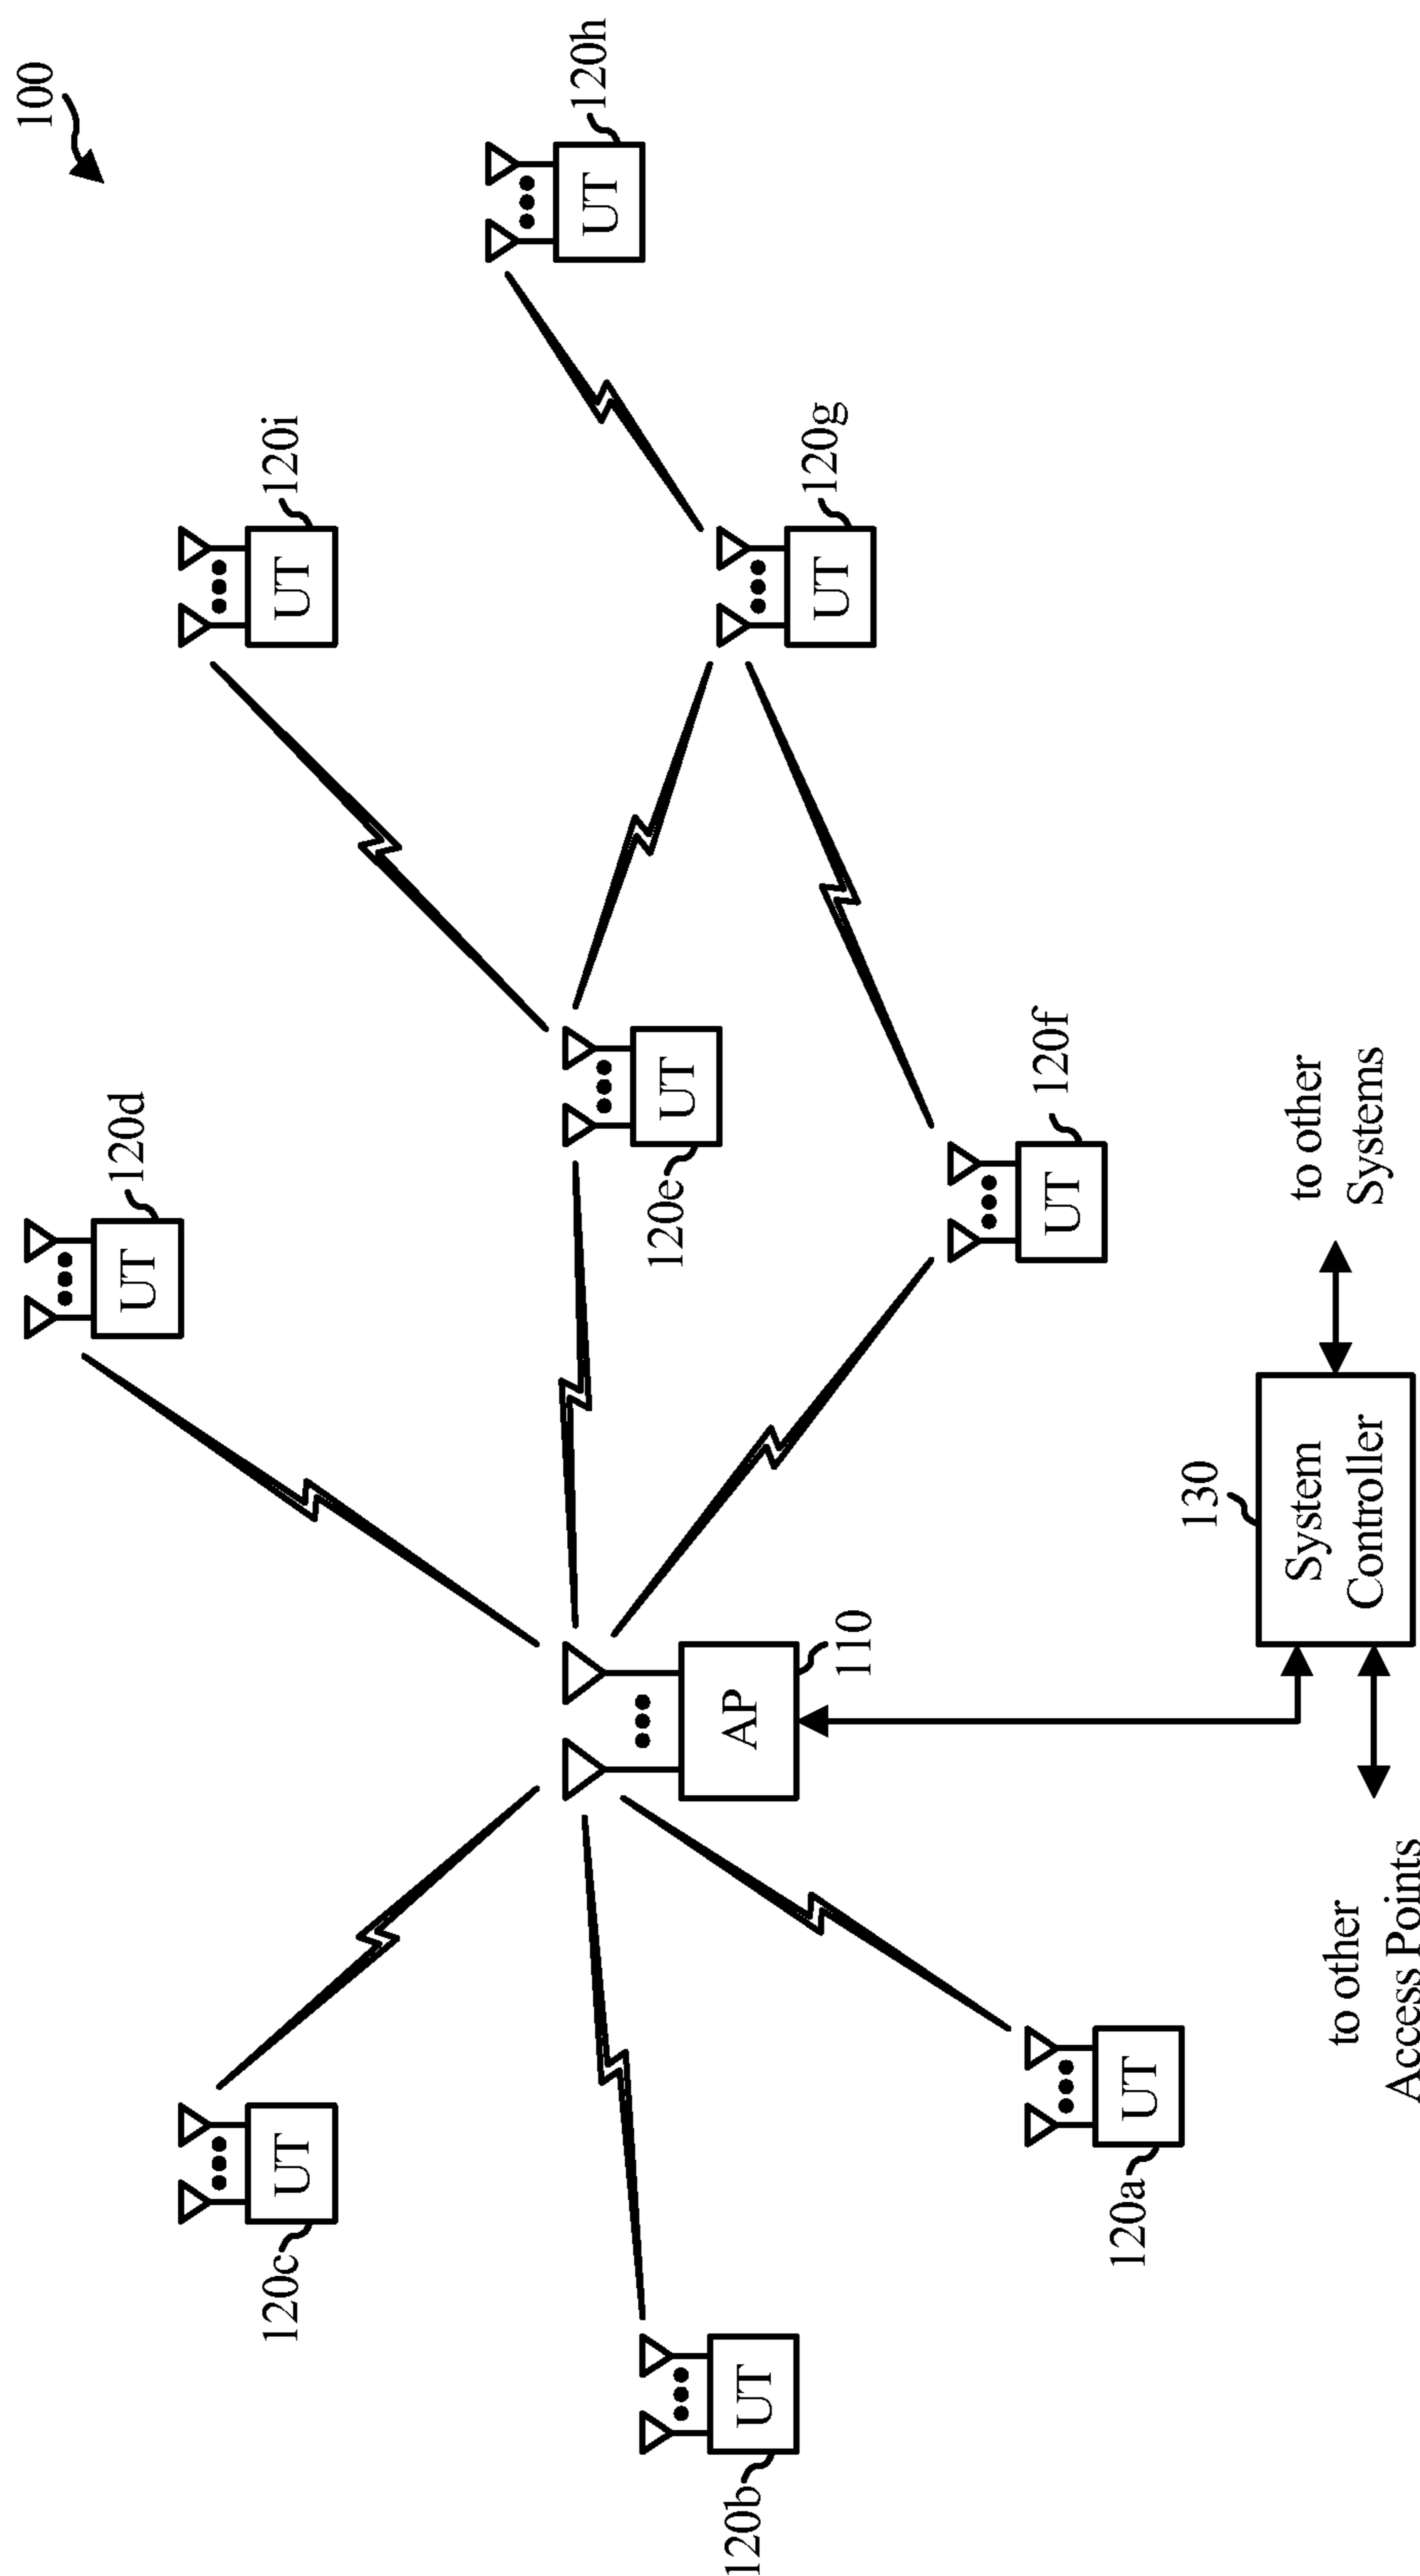 100
UT
120d
UT
120i
UT
120h
UT
120c
UT
120e
UT
120b
AP
110
UT
120g
UT
120a
UT
120f
130
System
Controller
to other
Systems
to other
Access Points